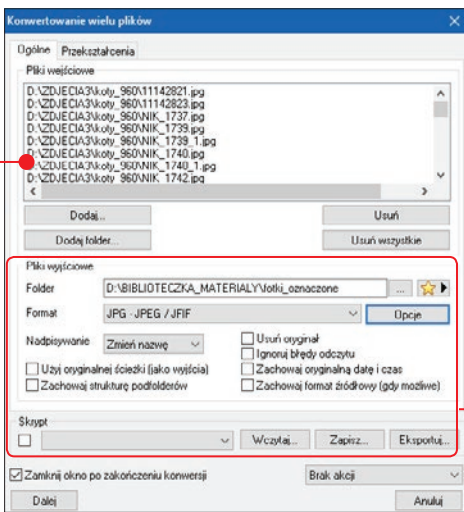 Konwertowanie wielu plików
Ogólne Przekształcenia
Pliki wejściowe
D:\ZDJECIA3\koty_960\11142821.jpg
D:\ZDJECIA3\koty_960\11142823.jpg
D:\ZDJECIA3\koty_960\NIK_1737.jpg
D:\ZDJECIA3\koty_960\NIK_1739.jpg
D:\ZDJECIA3\koty_960\NIK_1739_1.jpg
D:\ZDJECIA3\koty_960\NIK_1740.jpg
D:\ZDJECIA3\koty_960\NIK_1740_1.jpg
D:\ZDJECIA3\koty_960\NIK_1742.jpg
Dodaj... Usuń
Dodaj folder... Usuń wszystkie
Pliki wyjściowe
Folder D:\BIBLIOTECZKA_MATERIALY\fotki_oznaczone ...
Format JPG - JPEG / JFIF Opcje
Nadpisywanie Zmień nazwę Usuń oryginał
Ignoruj błędy odczytu
Użyj oryginalnej ścieżki (jako wyjścia) Zachowaj oryginalną datę i czas
Zachowaj strukturę podfolderów Zachowaj format źródłowy (gdy możliwe)
Skrypt
Wczytaj... Zapisz... Eksportuj...
Zamknij okno po zakończeniu konwersji Brak akcji
Dalej Anuluj